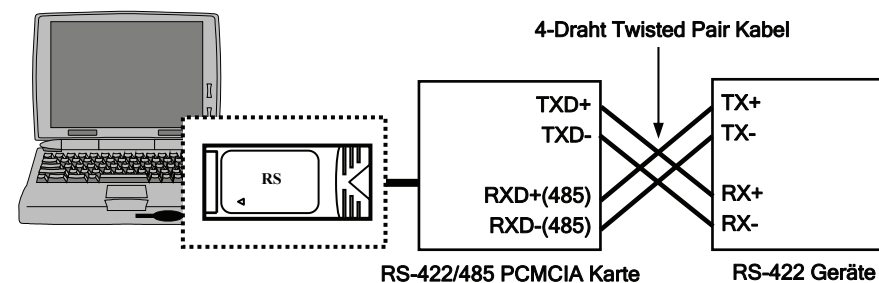 4-Draht Twisted Pair Kabel
TXD+
TXD-
RXD+(485)
RXD-(485)
TX+
TX-
RX+
RX-
RS
RS-422/485 PCMCIA Karte
RS-422 Geräte